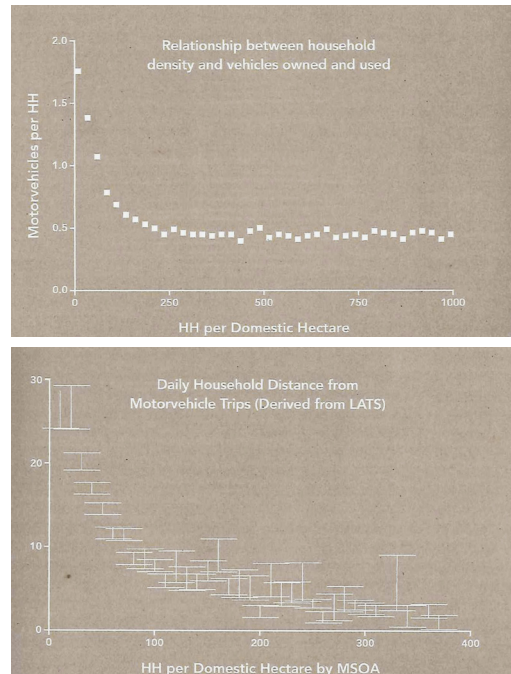 Relationship between household
density and vehicles owned and used
Motorvehicles per HH
2.0
1.5
1.0
0.5
0.0
0 250 500 750 1000
HH per Domestic Hectare
Daily Household Distance from
Motorvehicle Trips (Derived from LATS)
30
20
10
0
0 100 200 300 400
HH per Domestic Hectare by MSOA